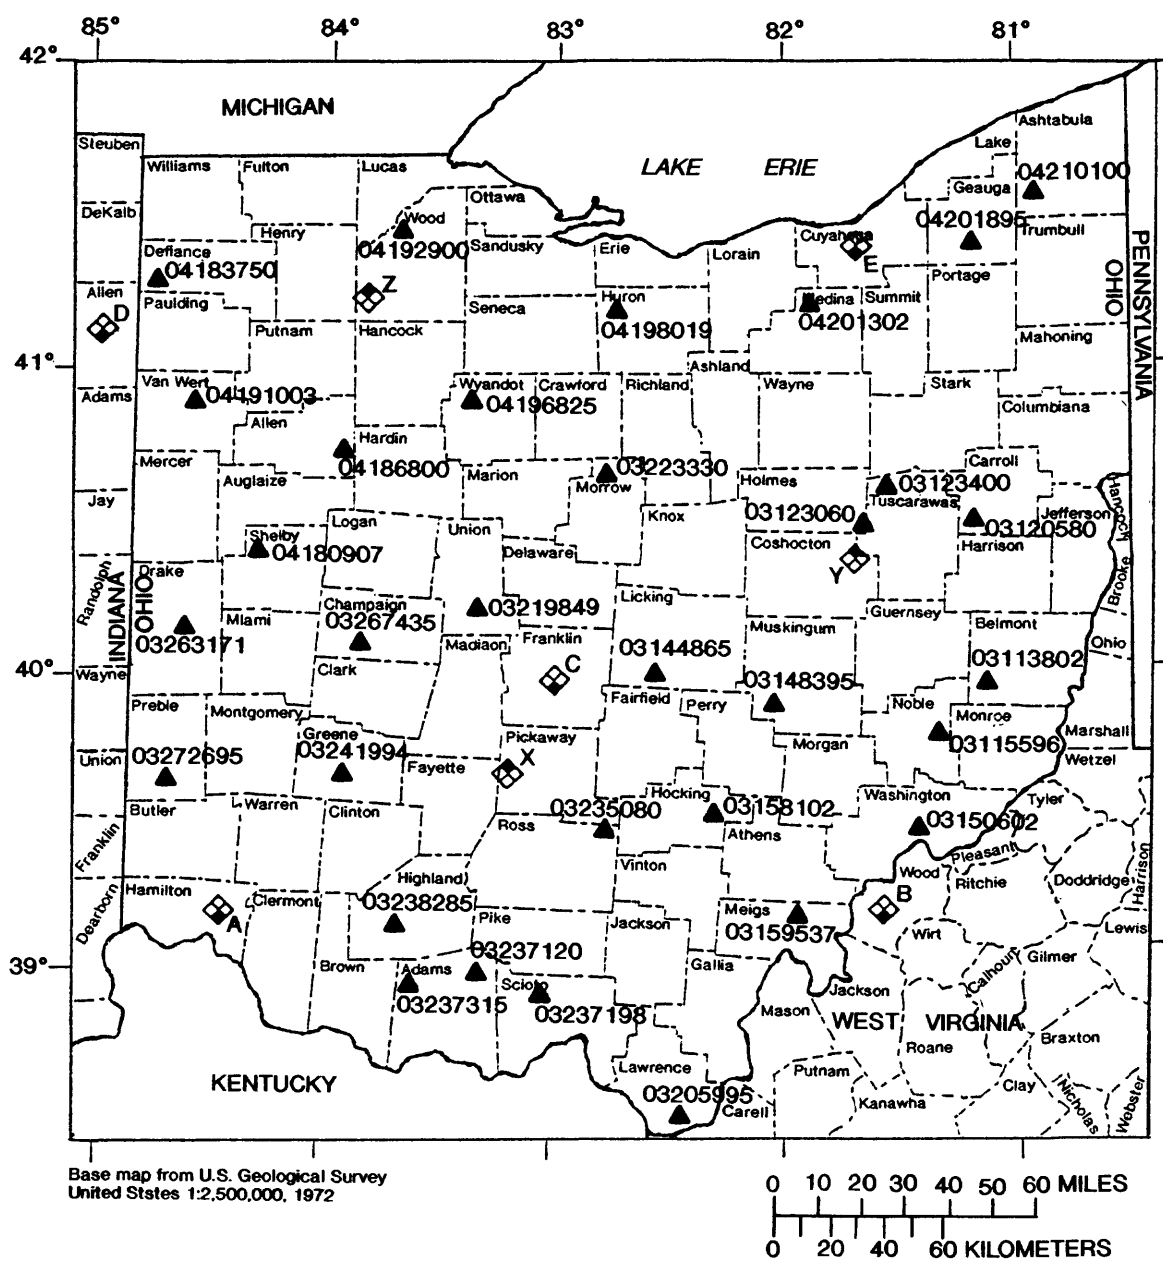 85° 84° 83° 82° 81°
42°
MICHIGAN
Ashtabula
Steuben
Lake
Williams Fulton Lucas
LAKE ERIE
04210100
Geauga
Ottawa
DeKalb
Wood
04201895
Trumbull
Henry
Cuyahoga
Defiance
04192900
Sandusky
Erie
Lorain
PENNSYLVANIA
OHIO
04183750
E
Portage
Z
Allen
Paulding
Huron
Medina Summit
Seneca
D
04198019
04201302
Putnam
Hancock
Mahoning
41°
Ashland
Van Wert
Wyandot Crawford Richland
Wayne
Stark
Adams
04191003
04196825
Columbiana
Allen
Hardin
Mercer
04186800
Marion
03223330
Carroll
Auglaize
Morrow
Holmes
03123400
Hancock
Jay
Tuscarawas
Logan
Knox
03123060
Jefferson
03120580
Union
Shelby
Coshocton
Harrison
04180907
Delaware
Randolph
INDIANA
OHIO
Drake
Y
Brooke
Licking
Champaign
03219849
Guernsey
Miami
03267435
Muskingum
Belmont
Franklin
03263171
Madiaon
03144865
Ohio
03113802
40°
Wayne
Clark
C
03148395
Preble
Fairfield Perry
Noble
Montgomery
Monroe
Greene
Pickaway
Morgan
Marshall
Union
03272695
03241994
03115596
X
Fayette
Wetzel
Hocking
Washington
Tyler
Butler
Warren
Clinton
03235080
03158102
Ross
03150602
Athens
Franklin
Pleasant
Vinton
Wood
Harrison
Highland
Ritchie
Doddridge
Dearborn
Hamilton
B
Clermont
03238285
Pike
Jackson
Meigs
A
Wirt
Lewis
03159537
03237120
Calhoun
Gilmer
39°
Brown
Adams
Gallia
Scioto
Jackson
03237315
03237198
Mason
WEST VIRGINIA
Braxton
Roane
Lawrence
Putnam
KENTUCKY
Clay
03205995
Kanawha
Nicholas
Webster
Carell
Base map from U.S. Geological Survey
United Ststes 1:2,500,000, 1972
0 10 20 30 40 50 60 MILES
0 20 40 60 KILOMETERS